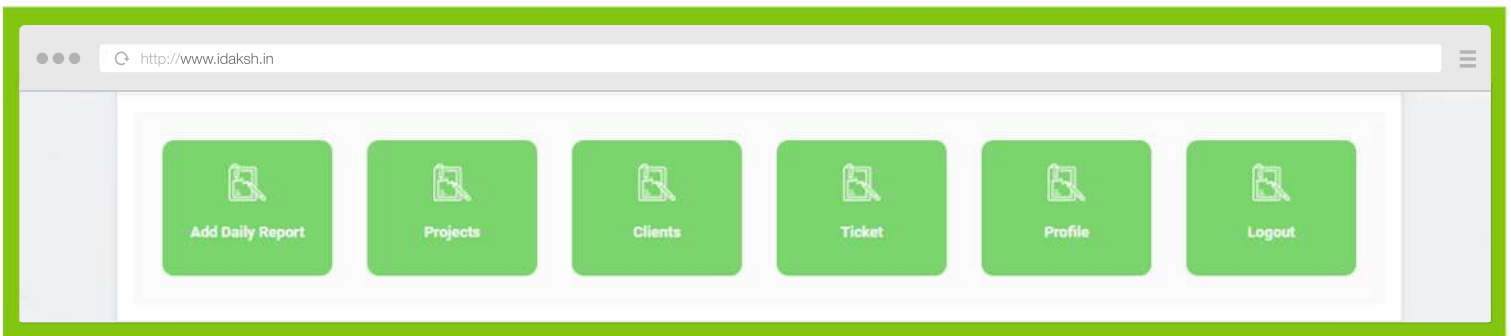 http://www.idaksh.in
Add Daily Report
Projects
Clients
Ticket
Profile
Logout